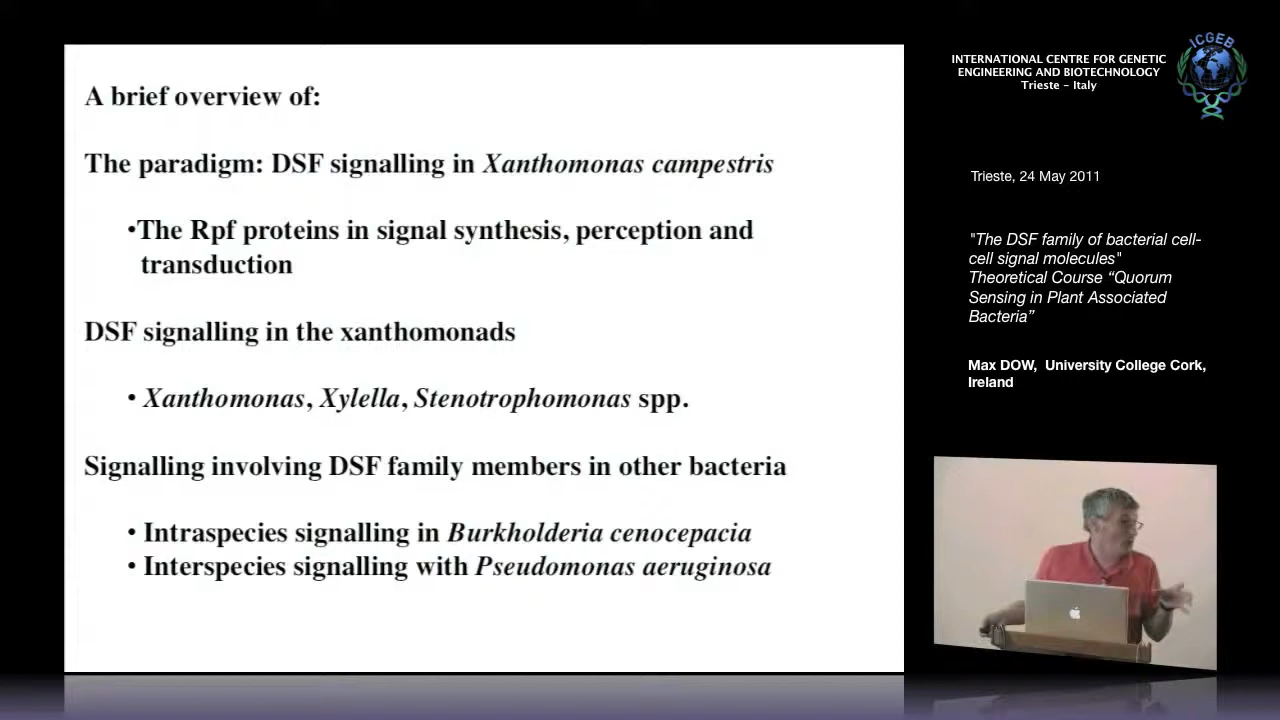 A brief overview of:
The paradigm: DSF signalling in Xanthomonas campestris
•The Rpf proteins in signal synthesis, perception and
transduction
DSF signalling in the xanthomonads
• Xanthomonas, Xylella, Stenotrophomonas spp.
Signalling involving DSF family members in other bacteria
• Intraspecies signalling in Burkholderia cenocepacia
• Interspecies signalling with Pseudomonas aeruginosa
INTERNATIONAL CENTRE FOR GENETIC
ENGINEERING AND BIOTECHNOLOGY
Trieste - Italy
ICGEB
Trieste, 24 May 2011
"The DSF family of bacterial cell-
cell signal molecules"
Theoretical Course “Quorum
Sensing in Plant Associated
Bacteria”
Max DOW, University College Cork,
Ireland